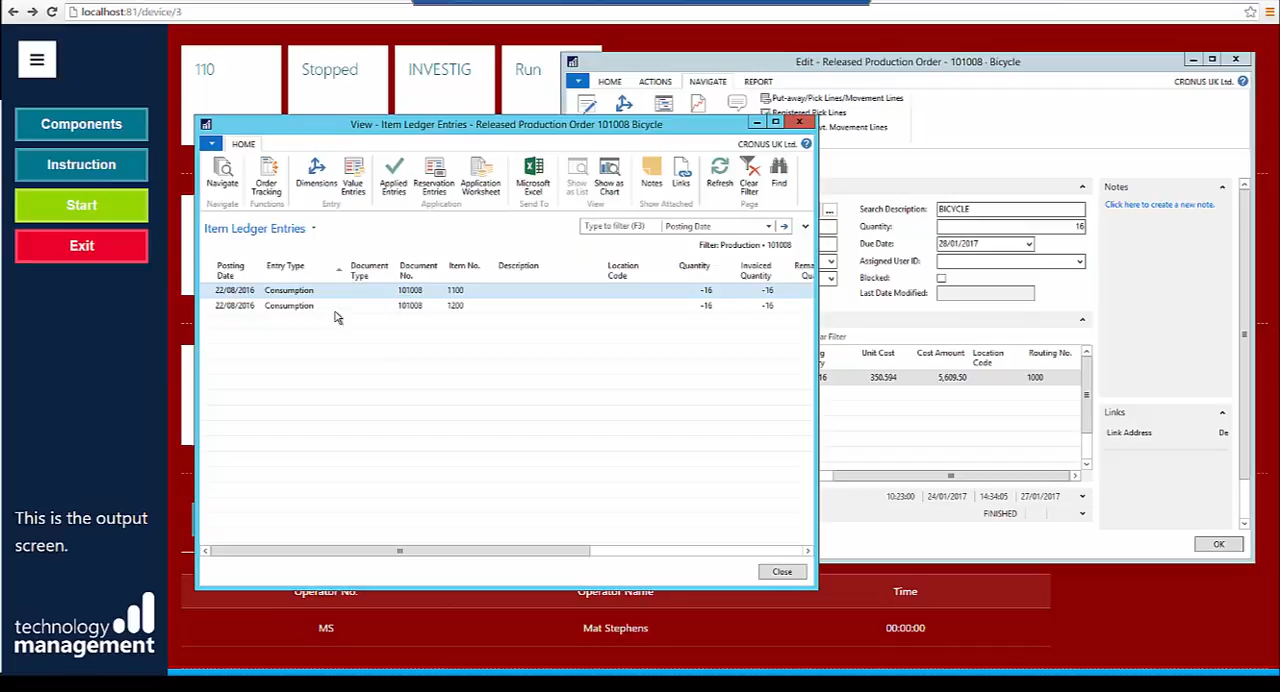 localhost:81/device/3
Components
Instruction
Start
Exit
This is the output
screen.
technology
management
110
Stopped
INVESTIG
Run
Edit - Released Production Order - 101008 · Bicycle
HOME ACTIONS NAVIGATE REPORT
CRONUS UK Ltd.
Put-away/Pick Lines/Movement Lines
Registered Pick Lines
Movement Lines
View - Item Ledger Entries - Released Production Order 101008 Bicycle
HOME
CRONUS UK Ltd.
Navigate
Order Tracking
Dimensions
Value Entries
Applied Entries
Reservation Entries
Application Worksheet
Microsoft Excel
Show as List
Show as Chart
Notes
Links
Refresh
Clear Filter
Find
Navigate Functions Entry Application Send To View Show Attached Page
Item Ledger Entries
Type to filter (F3)
Posting Date
Filter: Production • 101008
Posting Date
Entry Type
Document Type
Document No.
Item No.
Description
Location Code
Quantity
Invoiced Quantity
22/08/2016 Consumption 101008 1100 -16 -16
22/08/2016 Consumption 101008 1200 -16 -16
Close
Search Description: BICYCLE
Quantity: 16
Due Date: 28/01/2017
Assigned User ID:
Blocked:
Last Date Modified:
Filter
Unit Cost
Cost Amount
Location Code
Routing No.
16 350.594 5,609.50 1000
10:23:00 24/01/2017 14:34:05 27/01/2017
FINISHED
Notes
Click here to create a new note.
Links
Link Address De
OK
Operator No. Operator Name Time
MS Mat Stephens 00:00:00